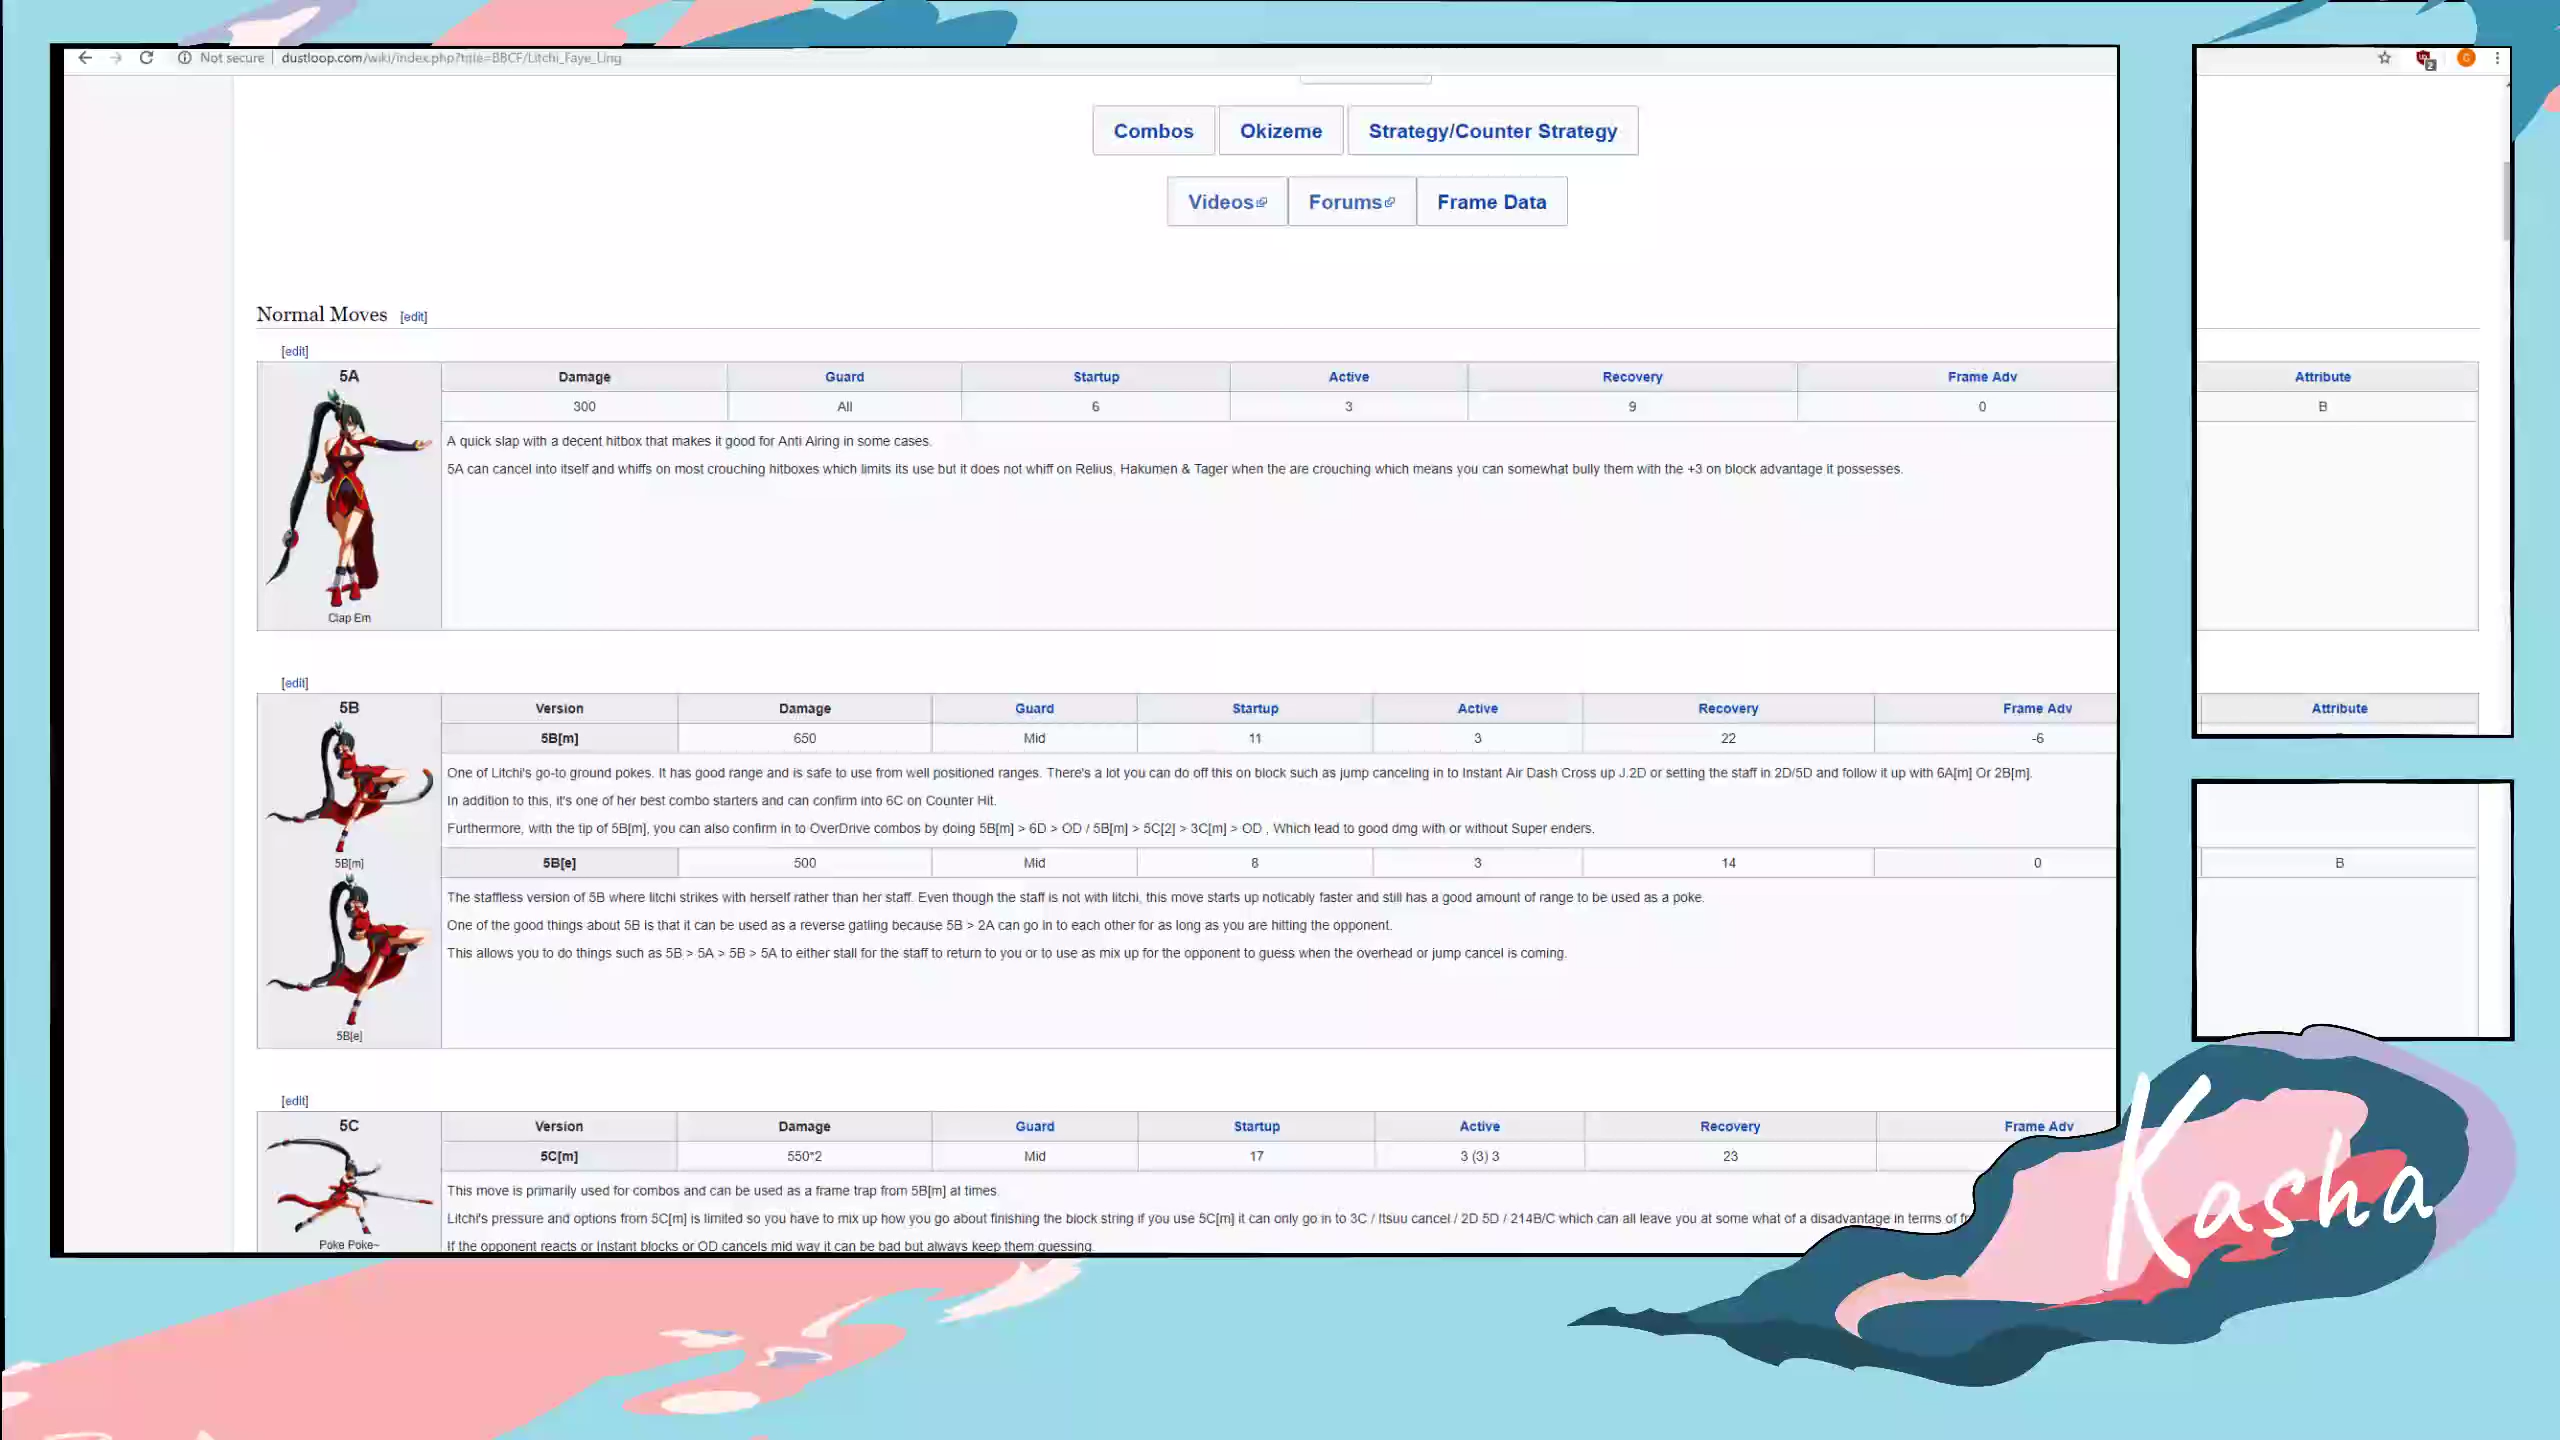 Not secure | dustloop.com/wiki/index.php?title=BBCF/Litchi_Faye_Ling
2
Combos Okizeme Strategy/Counter Strategy
Videos Forums Frame Data
Normal Moves [edit]
[edit]
5A Damage Guard Startup Active Recovery Frame Adv Attribute
300 All 6 3 9 0 B
A quick slap with a decent hitbox that makes it good for Anti Airing in some cases.
5A can cancel into itself and whiffs on most crouching hitboxes which limits its use but it does not whiff on Relius, Hakumen & Tager when the are crouching which means you can somewhat bully them with the +3 on block advantage it possesses.
Clap Em
[edit]
5B Version Damage Guard Startup Active Recovery Frame Adv Attribute
5B[m] 650 Mid 11 3 22 -6
One of Litchi's go-to ground pokes. It has good range and is safe to use from well positioned ranges. There's a lot you can do off this on block such as jump canceling in to Instant Air Dash Cross up J.2D or setting the staff in 2D/5D and follow it up with 6A[m] Or 2B[m].
In addition to this, it's one of her best combo starters and can confirm into 6C on Counter Hit.
Furthermore, with the tip of 5B[m], you can also confirm in to OverDrive combos by doing 5B[m] > 6D > OD / 5B[m] > 5C[2] > 3C[m] > OD , Which lead to good dmg with or without Super enders.
5B[m] 5B[e] 500 Mid 8 3 14 0 B
The staffless version of 5B where litchi strikes with herself rather than her staff. Even though the staff is not with litchi, this move starts up noticably faster and still has a good amount of range to be used as a poke.
One of the good things about 5B is that it can be used as a reverse gatling because 5B > 2A can go in to each other for as long as you are hitting the opponent.
This allows you to do things such as 5B > 5A > 5B > 5A to either stall for the staff to return to you or to use as mix up for the opponent to guess when the overhead or jump cancel is coming.
5B[e]
[edit]
5C Version Damage Guard Startup Active Recovery Frame Adv
5C[m] 550*2 Mid 17 3 (3) 3 23
This move is primarily used for combos and can be used as a frame trap from 5B[m] at times.
Litchi's pressure and options from 5C[m] is limited so you have to mix up how you go about finishing the block string if you use 5C[m] it can only go in to 3C / Itsuu cancel / 2D 5D / 214B/C which can all leave you at some what of a disadvantage in terms of
Poke Poke~ If the opponent reacts or Instant blocks or OD cancels mid way it can be bad but always keep them guessing.
Kasha